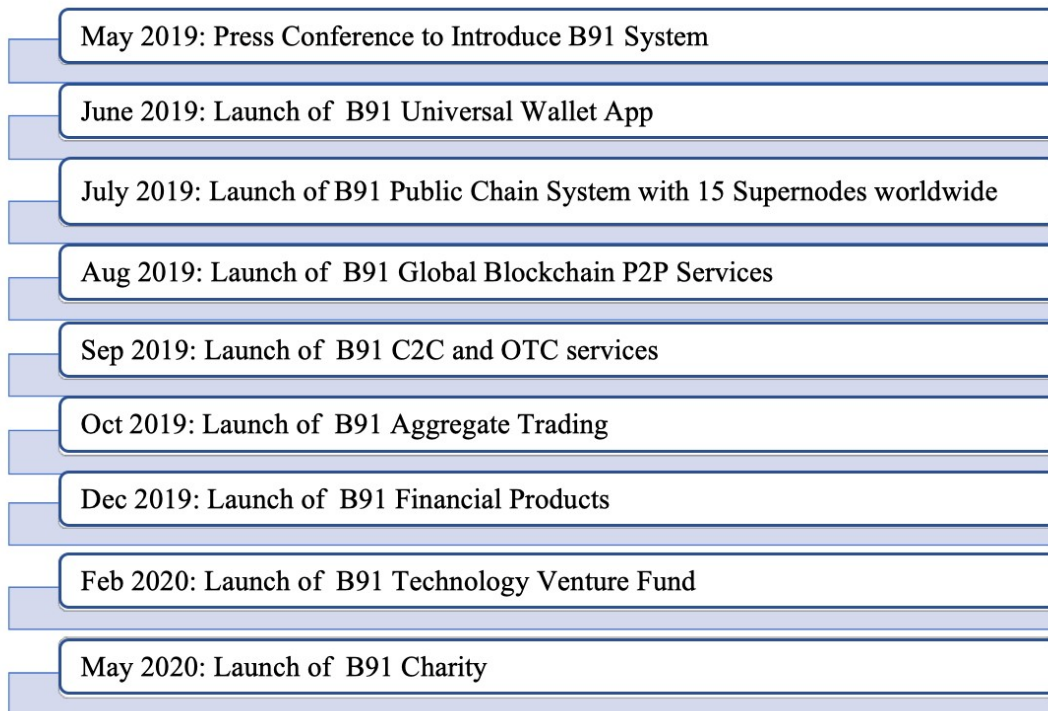 May 2019: Press Conference to Introduce B91 System
June 2019: Launch of B91 Universal Wallet App
July 2019: Launch of B91 Public Chain System with 15 Supernodes worldwide
Aug 2019: Launch of B91 Global Blockchain P2P Services
Sep 2019: Launch of B91 C2C and OTC services
Oct 2019: Launch of B91 Aggregate Trading
Dec 2019: Launch of B91 Financial Products
Feb 2020: Launch of B91 Technology Venture Fund
May 2020: Launch of B91 Charity